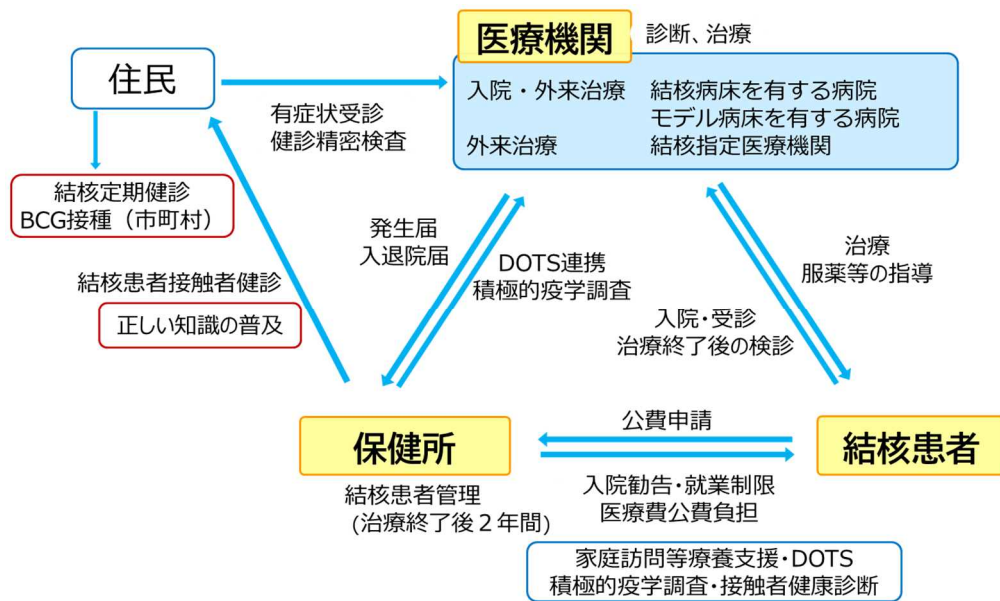 医療機関
診断、治療
住民
入院・外来治療 結核病床を有する病院
モデル病床を有する病院
外来治療 結核指定医療機関
有症状受診
健診精密検査
結核定期健診
BCG接種（市町村）
発生届
入退院届
DOTS連携
積極的疫学調査
治療
服薬等の指導
結核患者接触者健診
正しい知識の普及
入院・受診
治療終了後の検診
公費申請
保健所
結核患者
結核患者管理
(治療終了後２年間)
入院勧告・就業制限
医療費公費負担
家庭訪問等療養支援・DOTS
積極的疫学調査・接触者健康診断